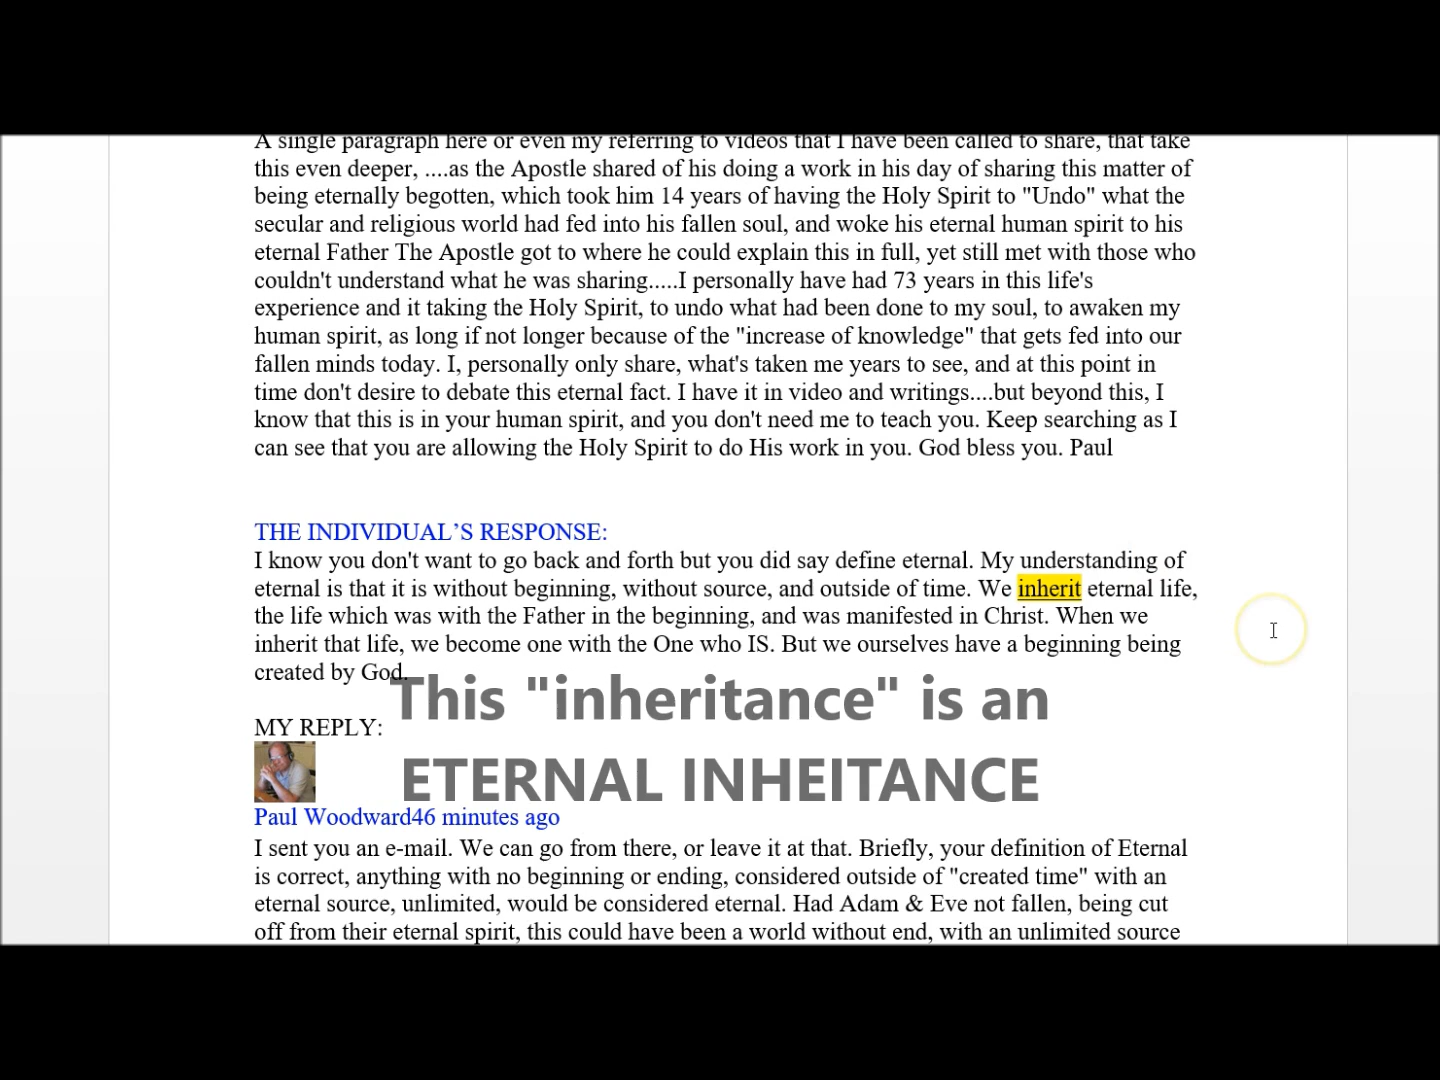 A single paragraph here or even my referring to videos that I have been called to share, that take
this even deeper, ....as the Apostle shared of his doing a work in his day of sharing this matter of
being eternally begotten, which took him 14 years of having the Holy Spirit to "Undo" what the
secular and religious world had fed into his fallen soul, and woke his eternal human spirit to his
eternal Father The Apostle got to where he could explain this in full, yet still met with those who
couldn't understand what he was sharing.....I personally have had 73 years in this life's
experience and it taking the Holy Spirit, to undo what had been done to my soul, to awaken my
human spirit, as long if not longer because of the "increase of knowledge" that gets fed into our
fallen minds today. I, personally only share, what's taken me years to see, and at this point in
time don't desire to debate this eternal fact. I have it in video and writings....but beyond this, I
know that this is in your human spirit, and you don't need me to teach you. Keep searching as I
can see that you are allowing the Holy Spirit to do His work in you. God bless you. Paul
THE INDIVIDUAL’S RESPONSE:
I know you don't want to go back and forth but you did say define eternal. My understanding of
eternal is that it is without beginning, without source, and outside of time. We inherit eternal life,
the life which was with the Father in the beginning, and was manifested in Christ. When we
inherit that life, we become one with the One who IS. But we ourselves have a beginning being
created by God.
This "inheritance" is an
ETERNAL INHEITANCE
MY REPLY:
Paul Woodward46 minutes ago
I sent you an e-mail. We can go from there, or leave it at that. Briefly, your definition of Eternal
is correct, anything with no beginning or ending, considered outside of "created time" with an
eternal source, unlimited, would be considered eternal. Had Adam & Eve not fallen, being cut
off from their eternal spirit, this could have been a world without end, with an unlimited source